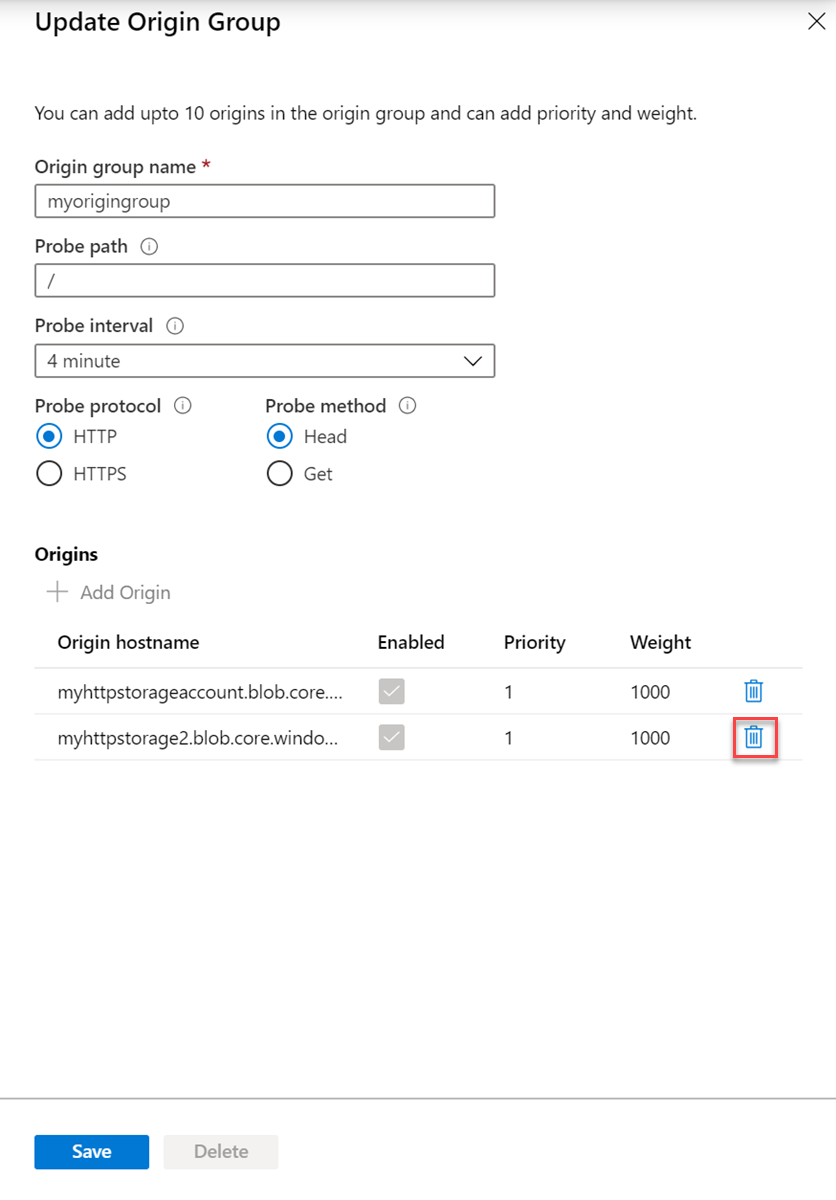 Update Origin Group
You can add upto 10 origins in the origin group and can add priority and weight.
Origin group name *
myorigingroup
Probe path
/
Probe interval
4 minute
Probe protocol Probe method
HTTP Head
HTTPS Get
Origins
Add Origin
Origin hostname Enabled Priority Weight
myhttpstorageaccount.blob.core.... 1 1000
myhttpstorage2.blob.core.windo... 1 1000
Save Delete